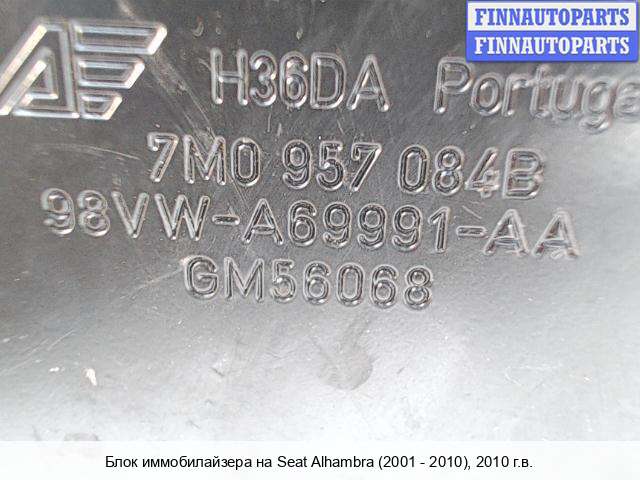 FINNAUTOPARTS
FINNAUTOPARTS
AF H36DA Portuga
7M0 957 084B
98VW-A69991-AA
GM56068
Блок иммобилайзера на Seat Alhambra (2001 - 2010), 2010 г.в.